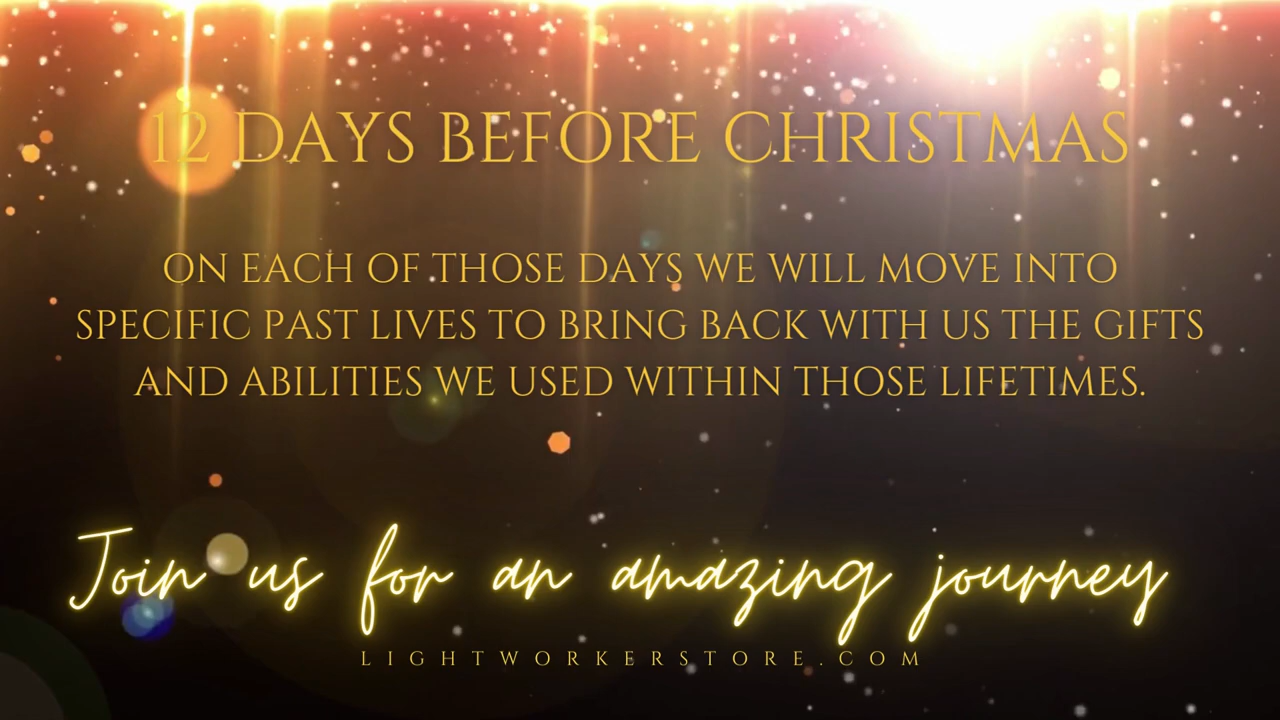 12 DAYS BEFORE CHRISTMAS
ON EACH OF THOSE DAYS WE WILL MOVE INTO
SPECIFIC PAST LIVES TO BRING BACK WITH US THE GIFTS
AND ABILITIES WE USED WITHIN THOSE LIFETIMES.
Join us for an amazing journey
LIGHTWORKERSTORE.COM